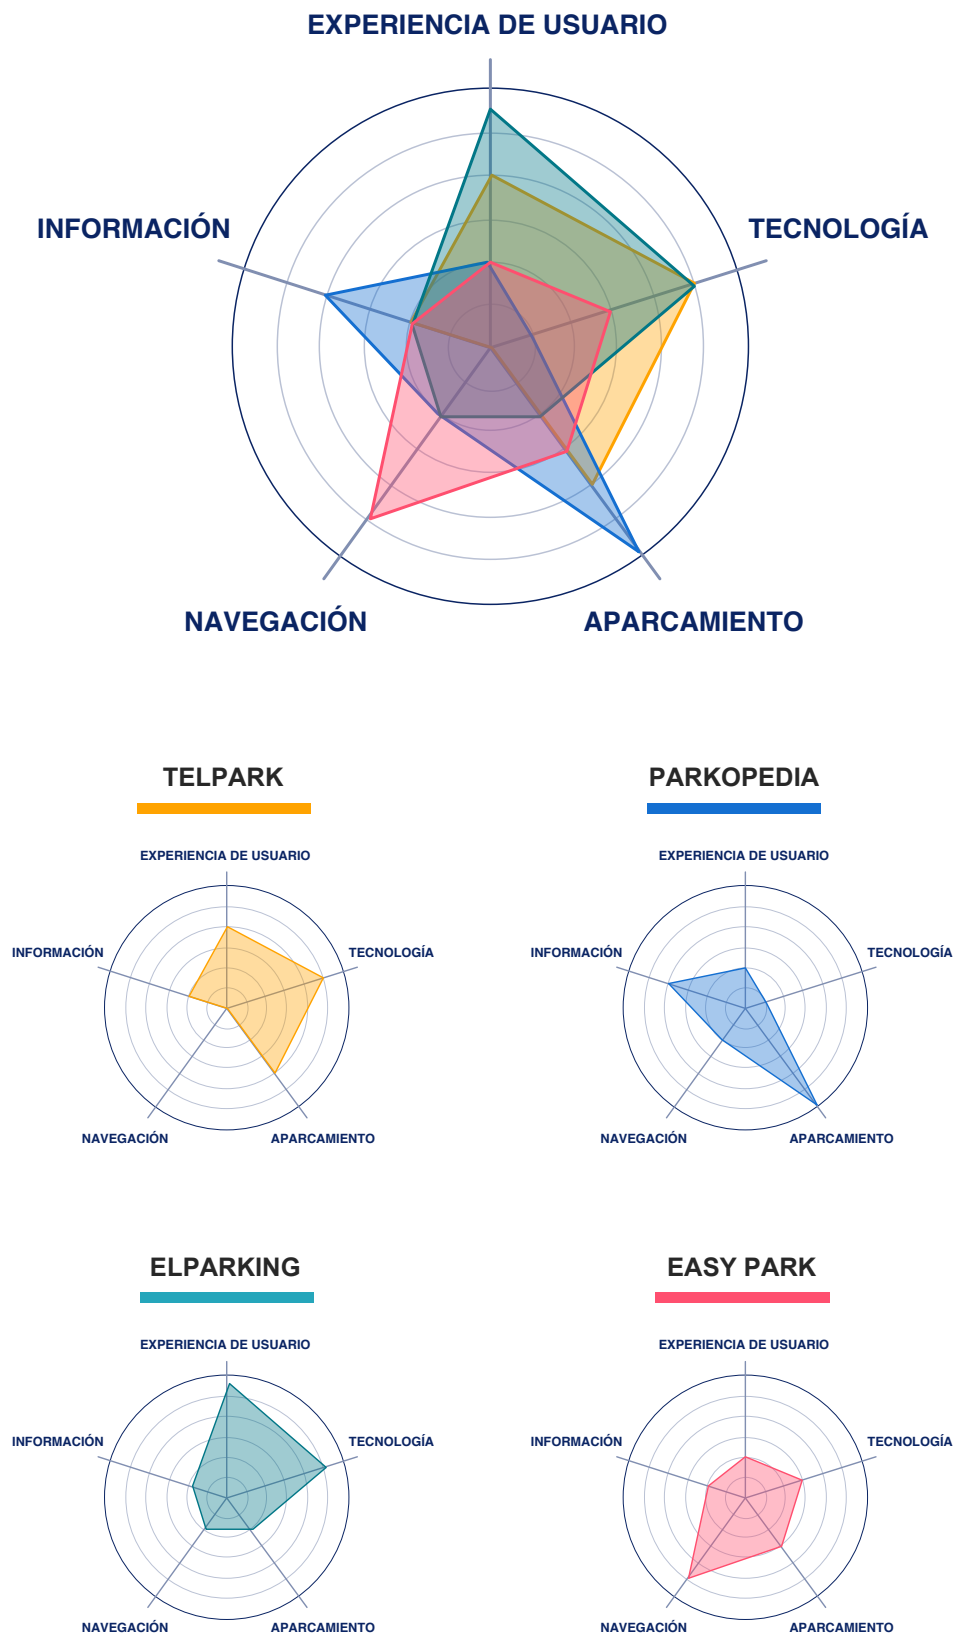 EXPERIENCIA DE USUARIO
INFORMACIÓN
TECNOLOGÍA
NAVEGACIÓN
APARCAMIENTO
TELPARK
EXPERIENCIA DE USUARIO
INFORMACIÓN
TECNOLOGÍA
NAVEGACIÓN
APARCAMIENTO
PARKOPEDIA
EXPERIENCIA DE USUARIO
INFORMACIÓN
TECNOLOGÍA
NAVEGACIÓN
APARCAMIENTO
ELPARKING
EXPERIENCIA DE USUARIO
INFORMACIÓN
TECNOLOGÍA
NAVEGACIÓN
APARCAMIENTO
EASY PARK
EXPERIENCIA DE USUARIO
INFORMACIÓN
TECNOLOGÍA
NAVEGACIÓN
APARCAMIENTO